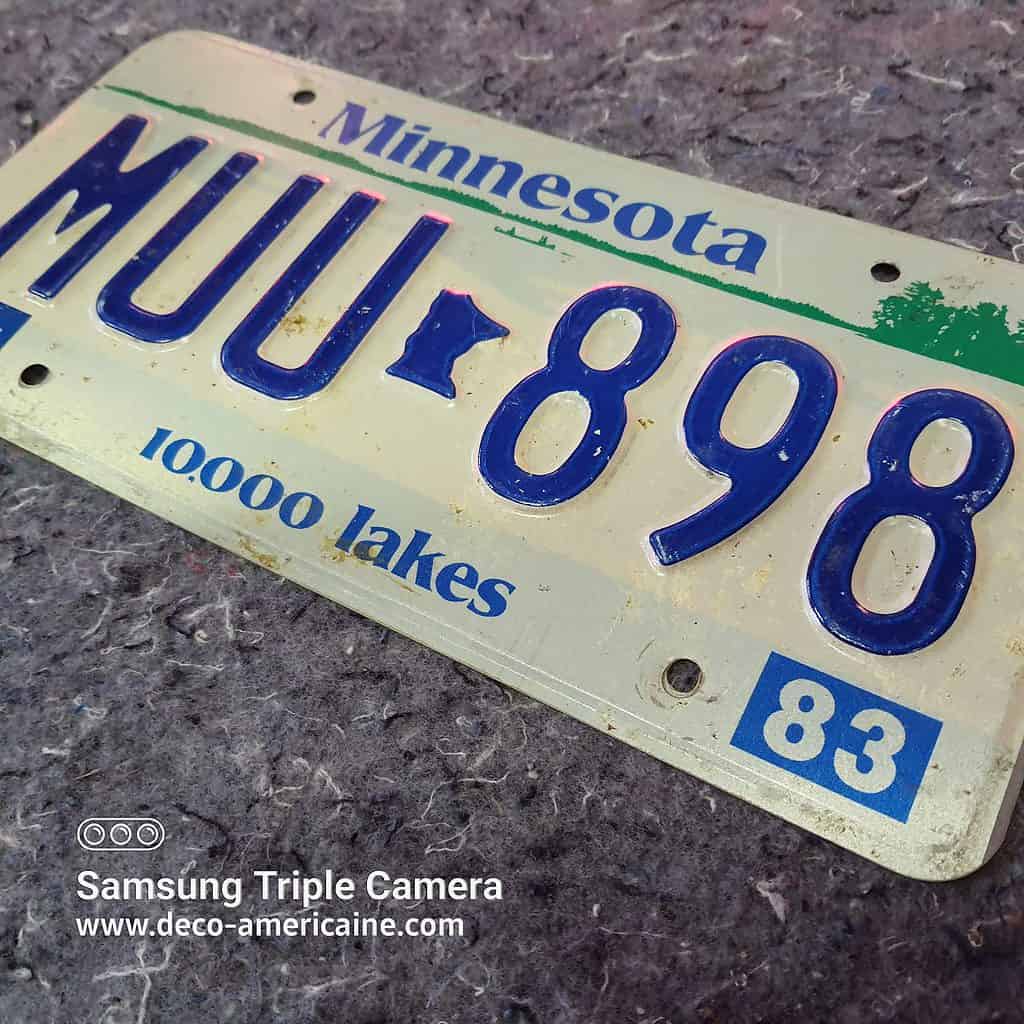 Minnesota
MUU 898
10,000 lakes
83
Samsung Triple Camera
www.deco-americaine.com